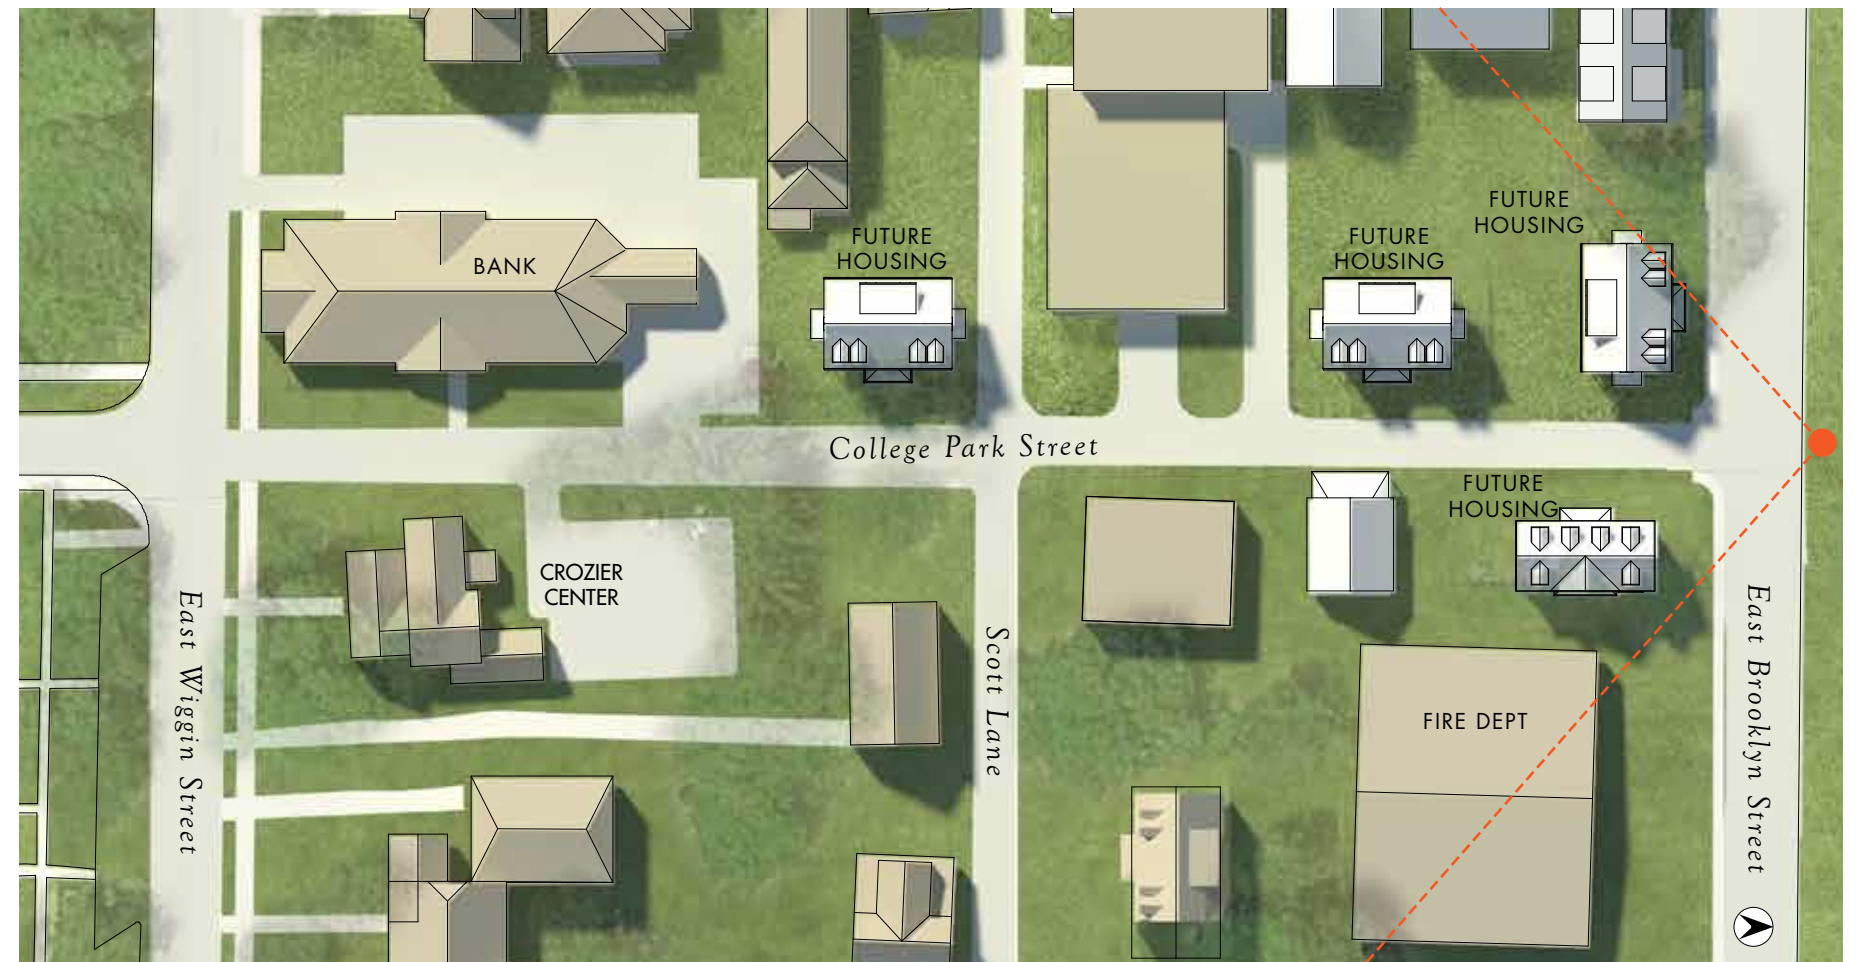 FUTURE
HOUSING
FUTURE
HOUSING
FUTURE
HOUSING
BANK
College Park Street
FUTURE
HOUSING
CROZIER
CENTER
East Wiggin Street
Scott Lane
East Brooklyn Street
FIRE DEPT